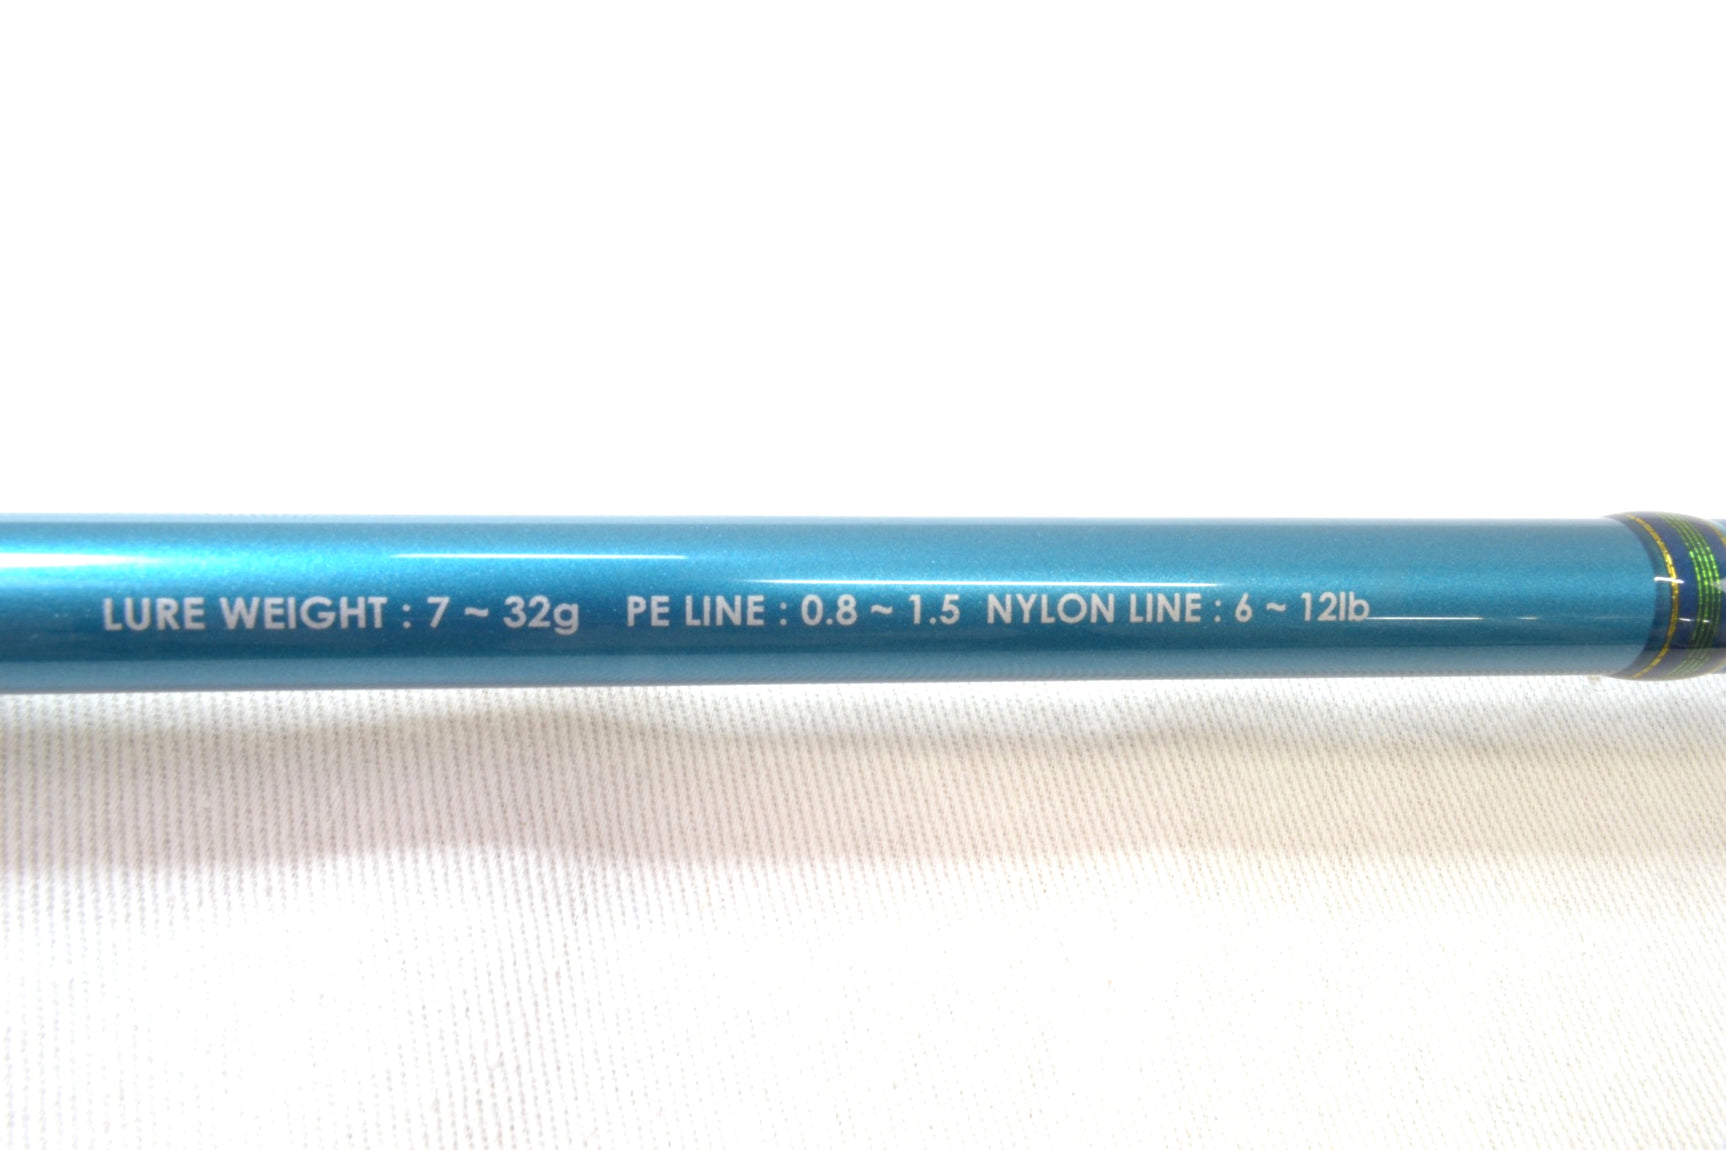 LURE WEIGHT : 7 ~ 32g PE LINE : 0.8 ~ 1.5 NYLON LINE : 6 ~ 12lb